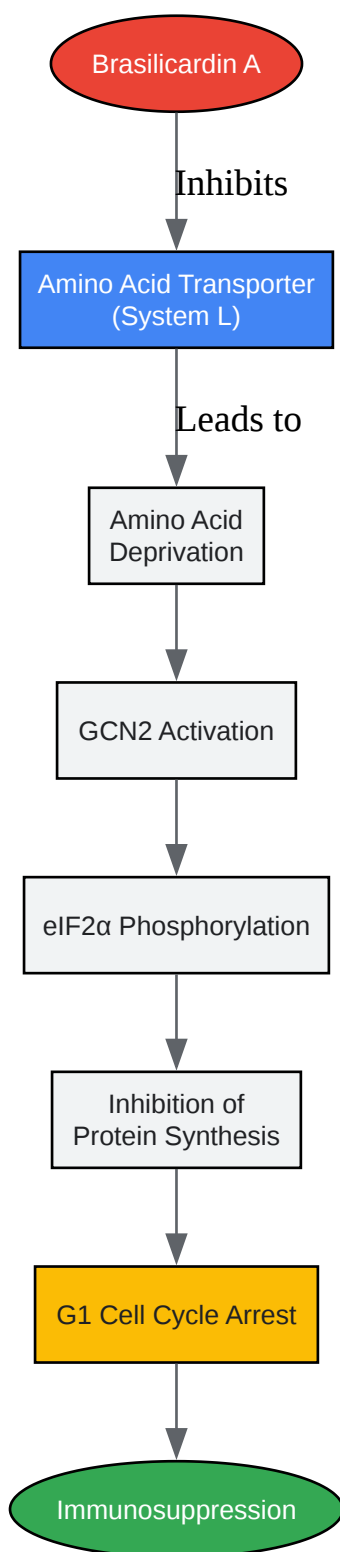 Brasilicardin A
Inhibits
Amino Acid Transporter
(System L)
Leads to
Amino Acid
Deprivation
GCN2 Activation
eIF2α Phosphorylation
Inhibition of
Protein Synthesis
G1 Cell Cycle Arrest
Immunosuppression